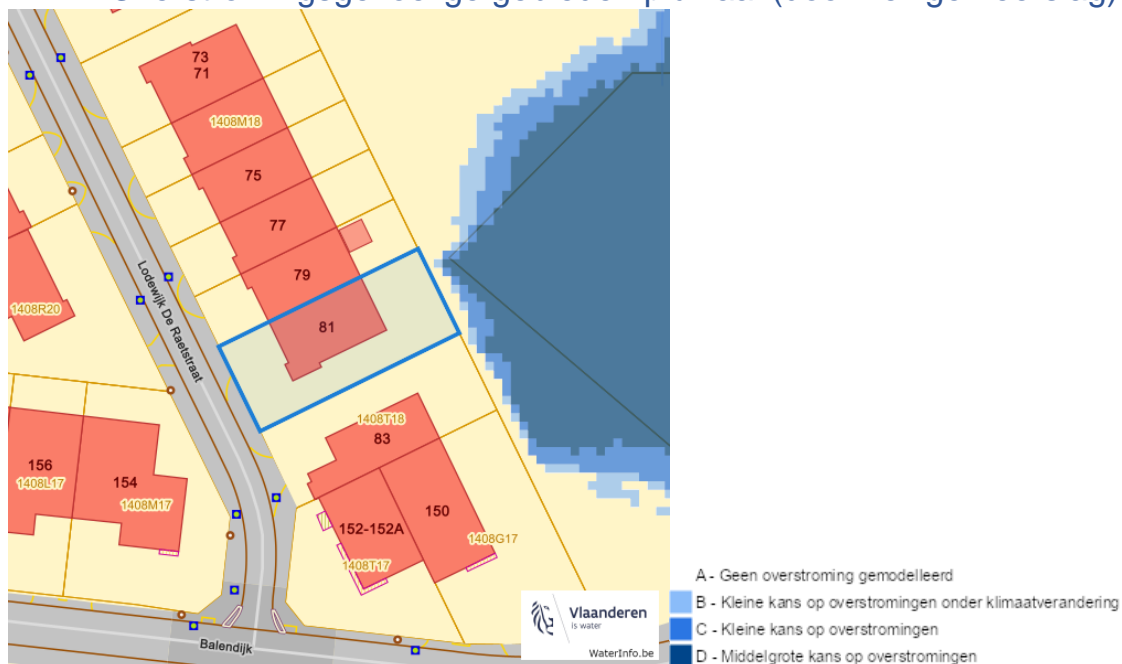 73
71
1408M18
75
77
79
81
Lodewijk De Raetstraat
1408R20
1408T18
83
156
1408L17
154
1408M17
152-152A
150
1408G17
1408T17
Balendijk
Vlaanderen
is water
WaterInfo.be
A - Geen overstroming gemodelleerd
B - Kleine kans op overstromingen onder klimaatverandering
C - Kleine kans op overstromingen
D - Middelgrote kans op overstromingen